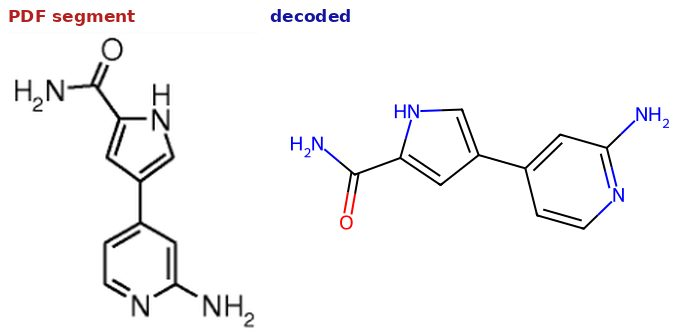 PDF segment
decoded
O
H₂N
H
N
N
NH₂
HN
NH₂
H₂N
N
O